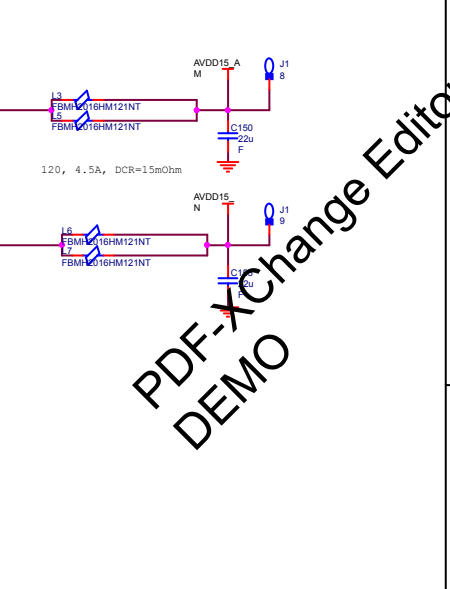 AVDD15_A
M
J1
8
L3
FBMH2016HM121NT
L5
FBMH2016HM121NT
C150
22u
F
120, 4.5A, DCR=15mOhm
AVDD15_
N
J1
9
L6
FBMH2016HM121NT
L7
FBMH2016HM121NT
22u
F
PDF-XChange Editor
DEMO